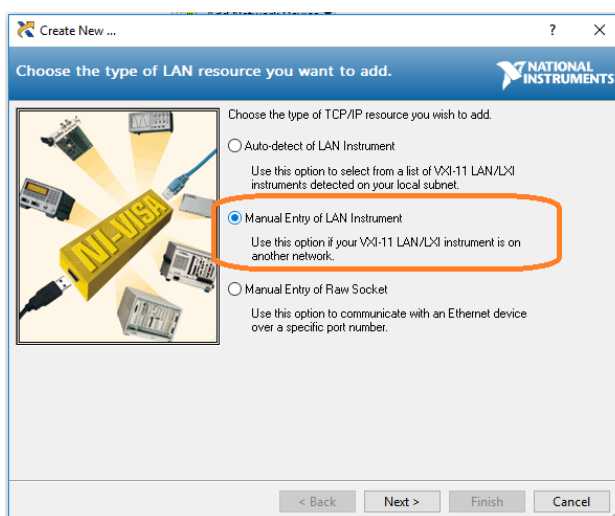 Create New ...
Choose the type of LAN resource you want to add.
NATIONAL
INSTRUMENTS
Choose the type of TCP/IP resource you wish to add.
Auto-detect of LAN Instrument
Use this option to select from a list of VXI-11 LAN/LXI
instruments detected on your local subnet.
Manual Entry of LAN Instrument
Use this option if your VXI-11 LAN/LXI instrument is on
another network.
Manual Entry of Raw Socket
Use this option to communicate with an Ethernet device
over a specific port number.
NI-VISA
< Back Next > Finish Cancel